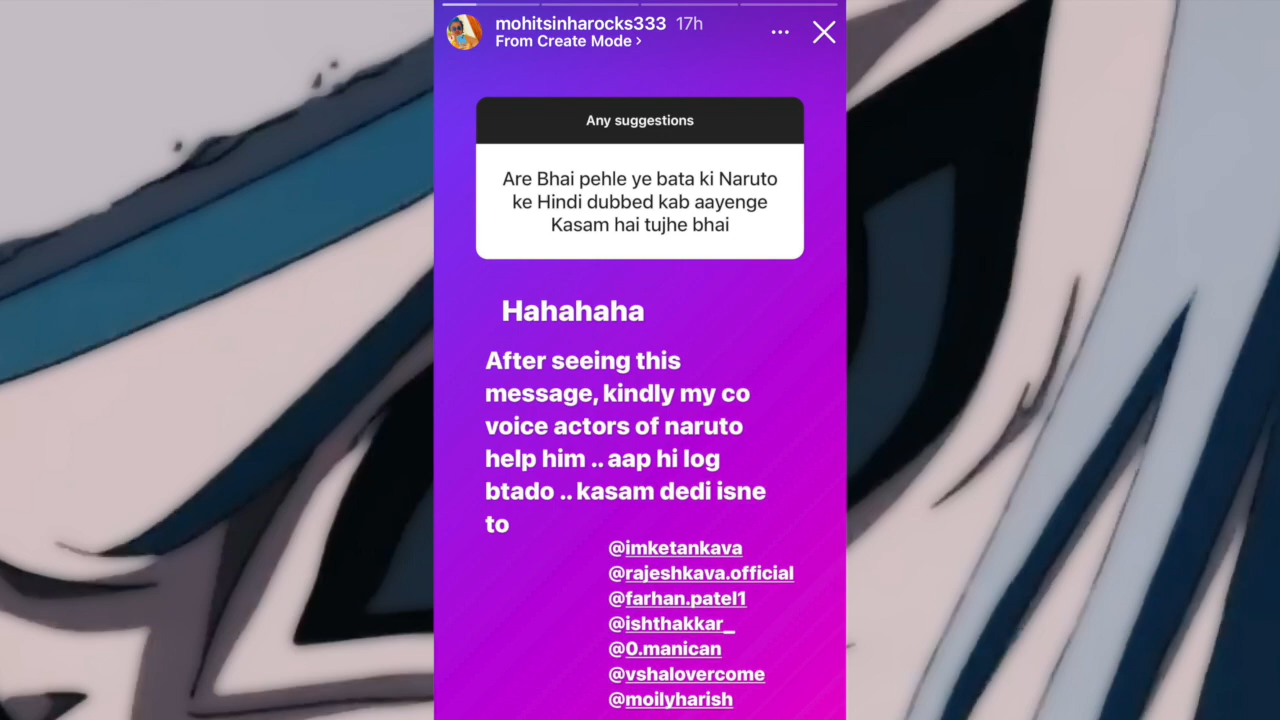 mohitsinharocks333 17h
From Create Mode ›
Any suggestions
Are Bhai pehle ye bata ki Naruto
ke Hindi dubbed kab aayenge
Kasam hai tujhe bhai
Hahahaha
After seeing this
message, kindly my co
voice actors of naruto
help him .. aap hi log
btado .. kasam dedi isne
to
@imketankava
@rajeshkava.official
@farhan.patel1
@ishthakkar_
@0.manican
@vshalovercome
@moilyharish